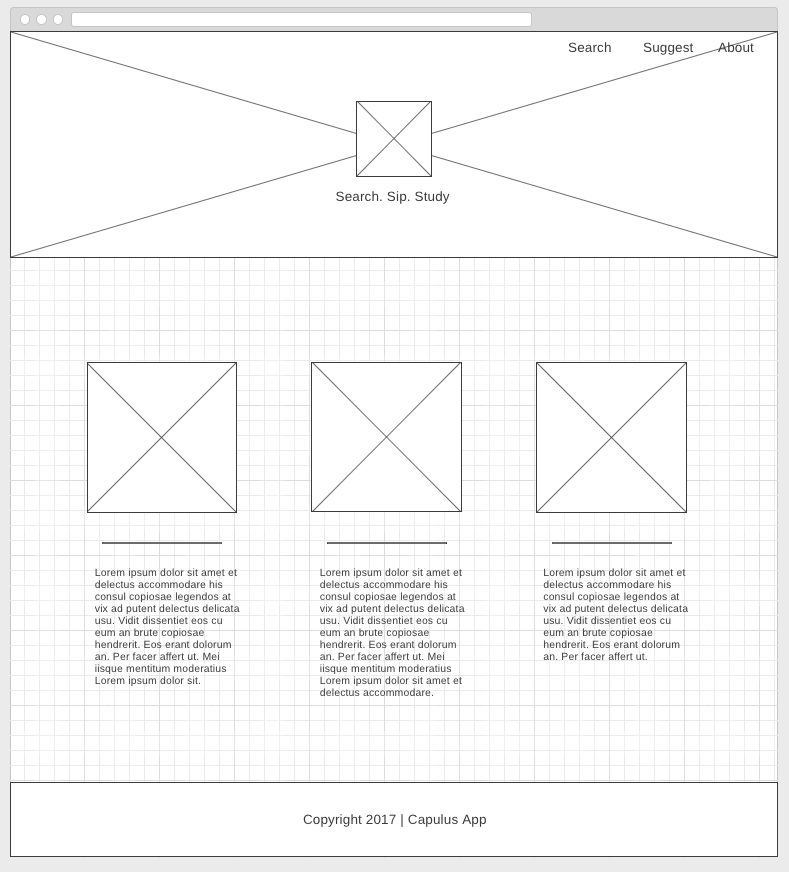 Search Suggest About
Search. Sip. Study
Lorem ipsum dolor sit amet et
delectus accommodare his
consul copiosae legendos at
vix ad putent delectus delicata
usu. Vidit dissentiet eos cu
eum an brute copiosae
hendrerit. Eos erant dolorum
an. Per facer affert ut. Mei
iisque mentitum moderatius
Lorem ipsum dolor sit.
Lorem ipsum dolor sit amet et
delectus accommodare his
consul copiosae legendos at
vix ad putent delectus delicata
usu. Vidit dissentiet eos cu
eum an brute copiosae
hendrerit. Eos erant dolorum
an. Per facer affert ut. Mei
iisque mentitum moderatius
Lorem ipsum dolor sit amet et
delectus accommodare.
Lorem ipsum dolor sit amet et
delectus accommodare his
consul copiosae legendos at
vix ad putent delectus delicata
usu. Vidit dissentiet eos cu
eum an brute copiosae
hendrerit. Eos erant dolorum
an. Per facer affert ut.
Copyright 2017 | Capulus App